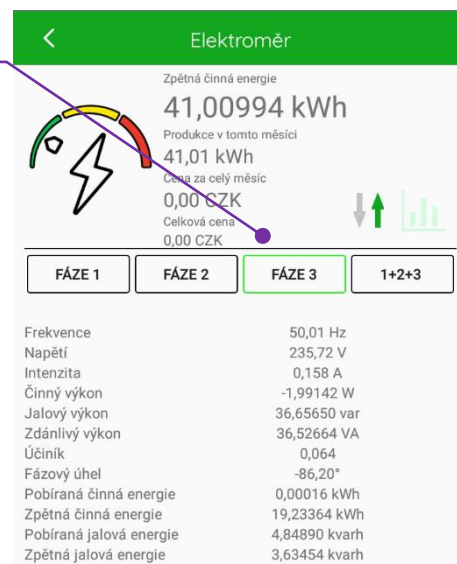 Elektroměr
Zpětná činná energie
41,00994 kWh
Produkce v tomto měsíci
41,01 kWh
Cena za celý měsíc
0,00 CZK
Celková cena
0,00 CZK
FÁZE 1 FÁZE 2 FÁZE 3 1+2+3
Frekvence 50,01 Hz
Napětí 235,72 V
Intenzita 0,158 A
Činný výkon -1,99142 W
Jalový výkon 36,65650 var
Zdánlivý výkon 36,52664 VA
Účiník 0,064
Fázový úhel -86,20°
Pobíraná činná energie 0,00016 kWh
Zpětná činná energie 19,23364 kWh
Pobíraná jalová energie 4,84890 kvarh
Zpětná jalová energie 3,63454 kvarh